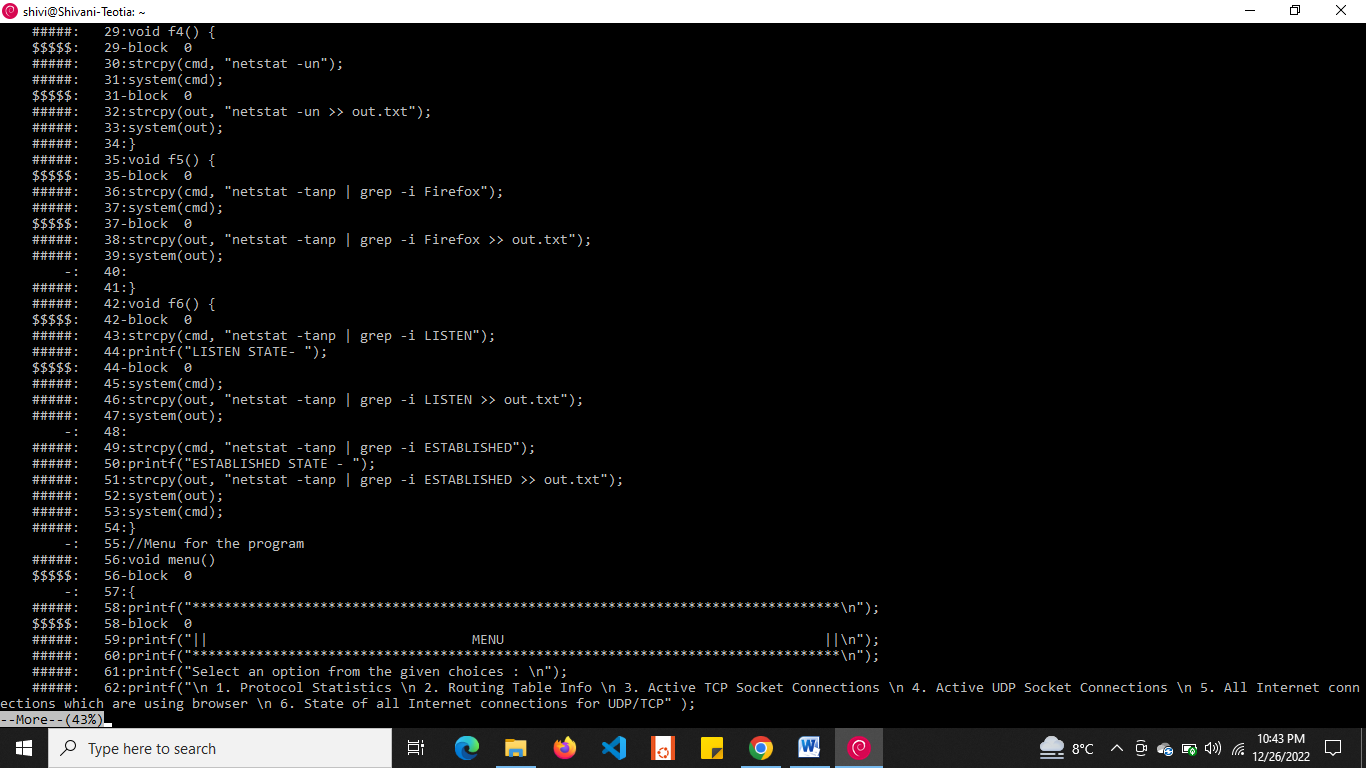 shivi@Shivani-Teotia: ~
#####:   29:void f4() {
$$$$$:   29-block  0
#####:   30:strcpy(cmd, "netstat -un");
#####:   31:system(cmd);
$$$$$:   31-block  0
#####:   32:strcpy(out, "netstat -un >> out.txt");
#####:   33:system(out);
#####:   34:}
#####:   35:void f5() {
$$$$$:   35-block  0
#####:   36:strcpy(cmd, "netstat -tanp | grep -i Firefox");
#####:   37:system(cmd);
$$$$$:   37-block  0
#####:   38:strcpy(out, "netstat -tanp | grep -i Firefox >> out.txt");
#####:   39:system(out);
    -:   40:
#####:   41:}
#####:   42:void f6() {
$$$$$:   42-block  0
#####:   43:strcpy(cmd, "netstat -tanp | grep -i LISTEN");
#####:   44:printf("LISTEN STATE- ");
$$$$$:   44-block  0
#####:   45:system(cmd);
#####:   46:strcpy(out, "netstat -tanp | grep -i LISTEN >> out.txt");
#####:   47:system(out);
    -:   48:
#####:   49:strcpy(cmd, "netstat -tanp | grep -i ESTABLISHED");
#####:   50:printf("ESTABLISHED STATE - ");
#####:   51:strcpy(out, "netstat -tanp | grep -i ESTABLISHED >> out.txt");
#####:   52:system(out);
#####:   53:system(cmd);
#####:   54:}
    -:   55://Menu for the program
#####:   56:void menu()
$$$$$:   56-block  0
    -:   57:{
#####:   58:printf("*********************************************************************************\n");
$$$$$:   58-block  0
#####:   59:printf("||                                 MENU                                        ||\n");
#####:   60:printf("*********************************************************************************\n");
#####:   61:printf("Select an option from the given choices : \n");
#####:   62:printf("\n 1. Protocol Statistics \n 2. Routing Table Info \n 3. Active TCP Socket Connections \n 4. Active UDP Socket Connections \n 5. All Internet conn
ections which are using browser \n 6. State of all Internet connections for UDP/TCP" );
--More--(43%)
Type here to search
8°C
10:43 PM
12/26/2022